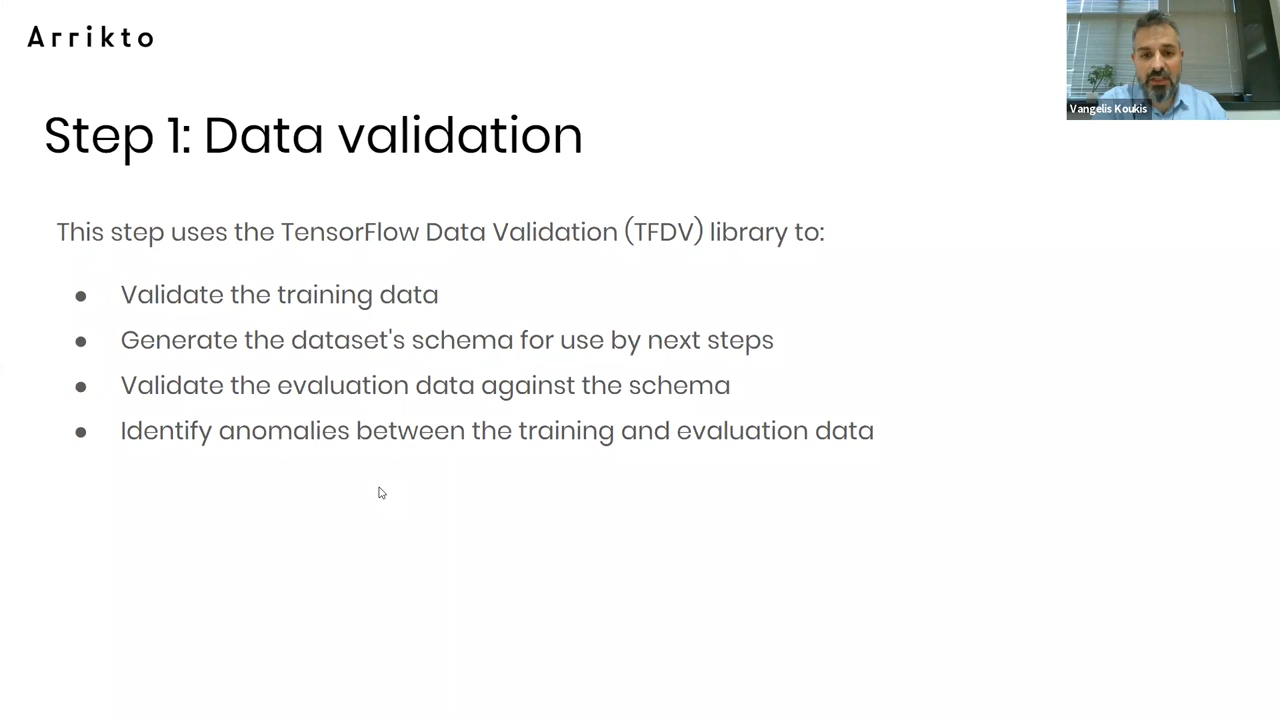 Arrikto
Vangelis Koukis
Step 1: Data validation
This step uses the TensorFlow Data Validation (TFDV) library to:
● Validate the training data
● Generate the dataset's schema for use by next steps
● Validate the evaluation data against the schema
● Identify anomalies between the training and evaluation data